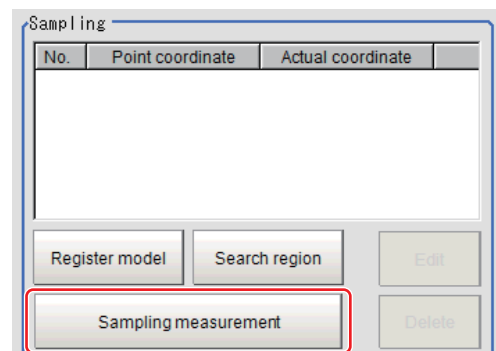 Sampling
No. Point coordinate Actual coordinate
Register model Search region Edit
Sampling measurement Delete